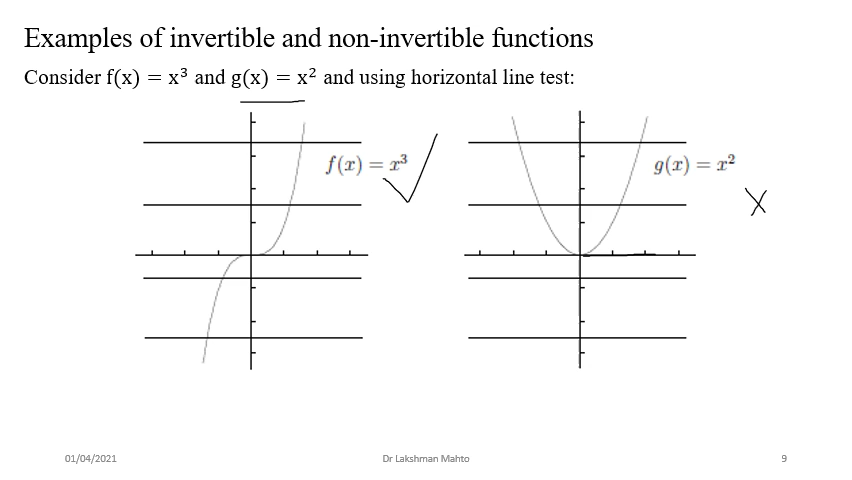 Examples of invertible and non-invertible functions
Consider f(x) = x³ and g(x) = x² and using horizontal line test:
f(x) = x³
g(x) = x²
01/04/2021
Dr Lakshman Mahto
9